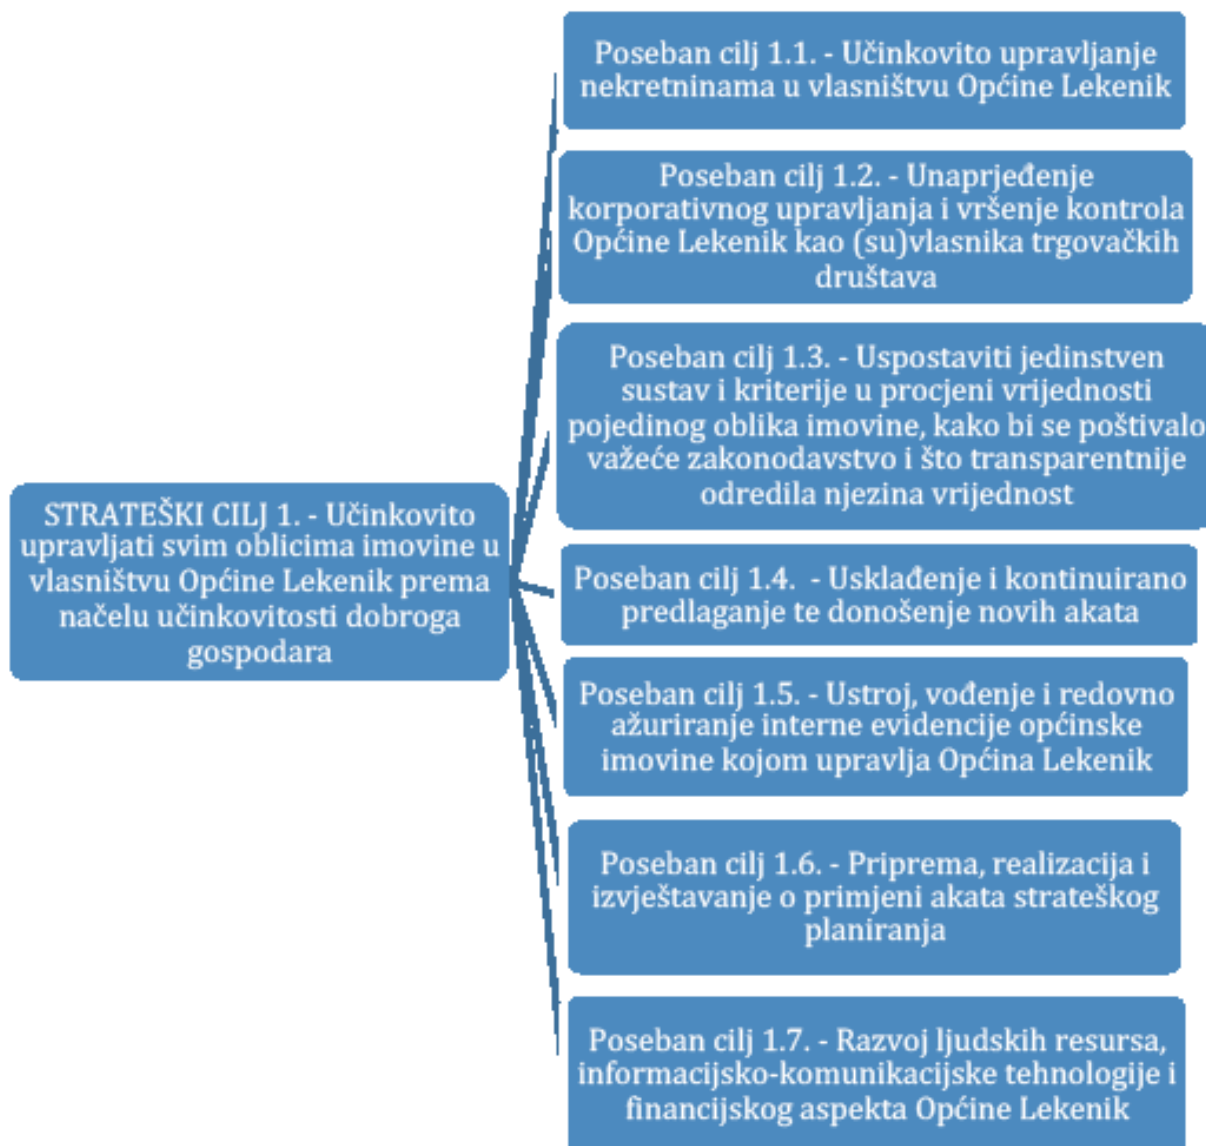 STRATEŠKI CILJ 1. - Učinkovito
upravljati svim oblicima imovine u
vlasništvu Općine Lekenik prema
načelu učinkovitosti dobroga
gospodara
Poseban cilj 1.1. - Učinkovito upravljanje
nekretninama u vlasništvu Općine Lekenik
Poseban cilj 1.2. - Unaprjeđenje
korporativnog upravljanja i vršenje kontrola
Općine Lekenik kao (su)vlasnika trgovačkih
društava
Poseban cilj 1.3. - Uspostaviti jedinstven
sustav i kriterije u procjeni vrijednosti
pojedinog oblika imovine, kako bi se poštivalo
važeće zakonodavstvo i što transparentnije
odredila njezina vrijednost
Poseban cilj 1.4.  - Usklađenje i kontinuirano
predlaganje te donošenje novih akata
Poseban cilj 1.5. - Ustroj, vođenje i redovno
ažuriranje interne evidencije općinske
imovine kojom upravlja Općina Lekenik
Poseban cilj 1.6. - Priprema, realizacija i
izvještavanje o primjeni akata strateškog
planiranja
Poseban cilj 1.7. - Razvoj ljudskih resursa,
informacijsko-komunikacijske tehnologije i
financijskog aspekta Općine Lekenik